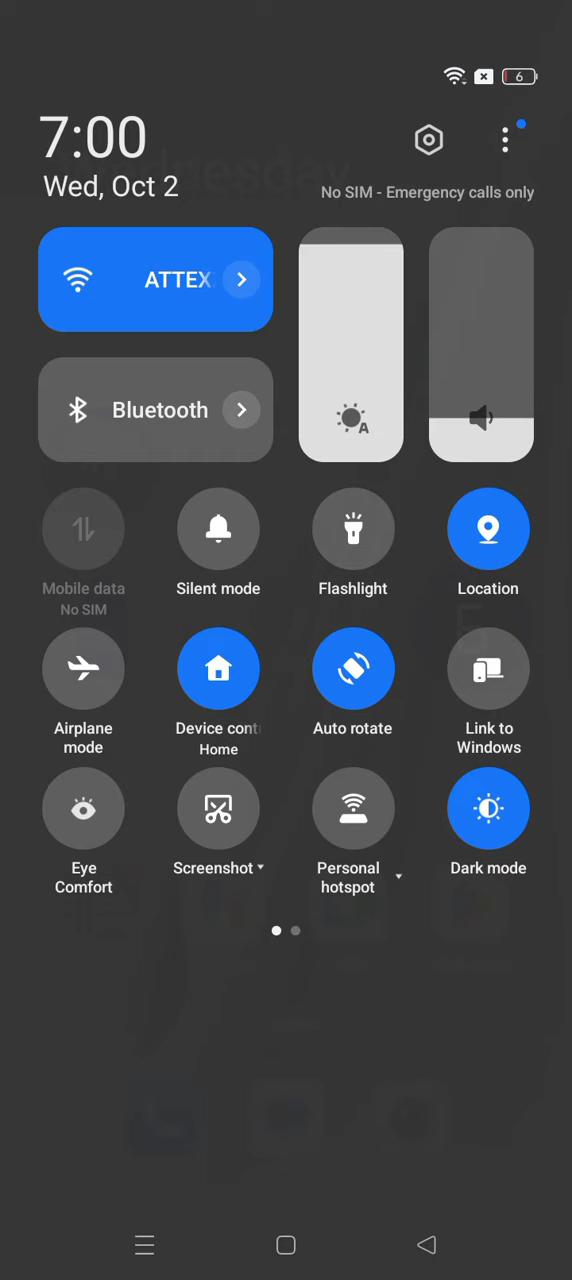 6
7:00
Wed, Oct 2
No SIM - Emergency calls only
ATTEX
Bluetooth
A
Mobile data
No SIM
Silent mode
Flashlight
Location
Airplane
mode
Device cont
Home
Auto rotate
Link to
Windows
Eye
Comfort
Screenshot
Personal
hotspot
Dark mode